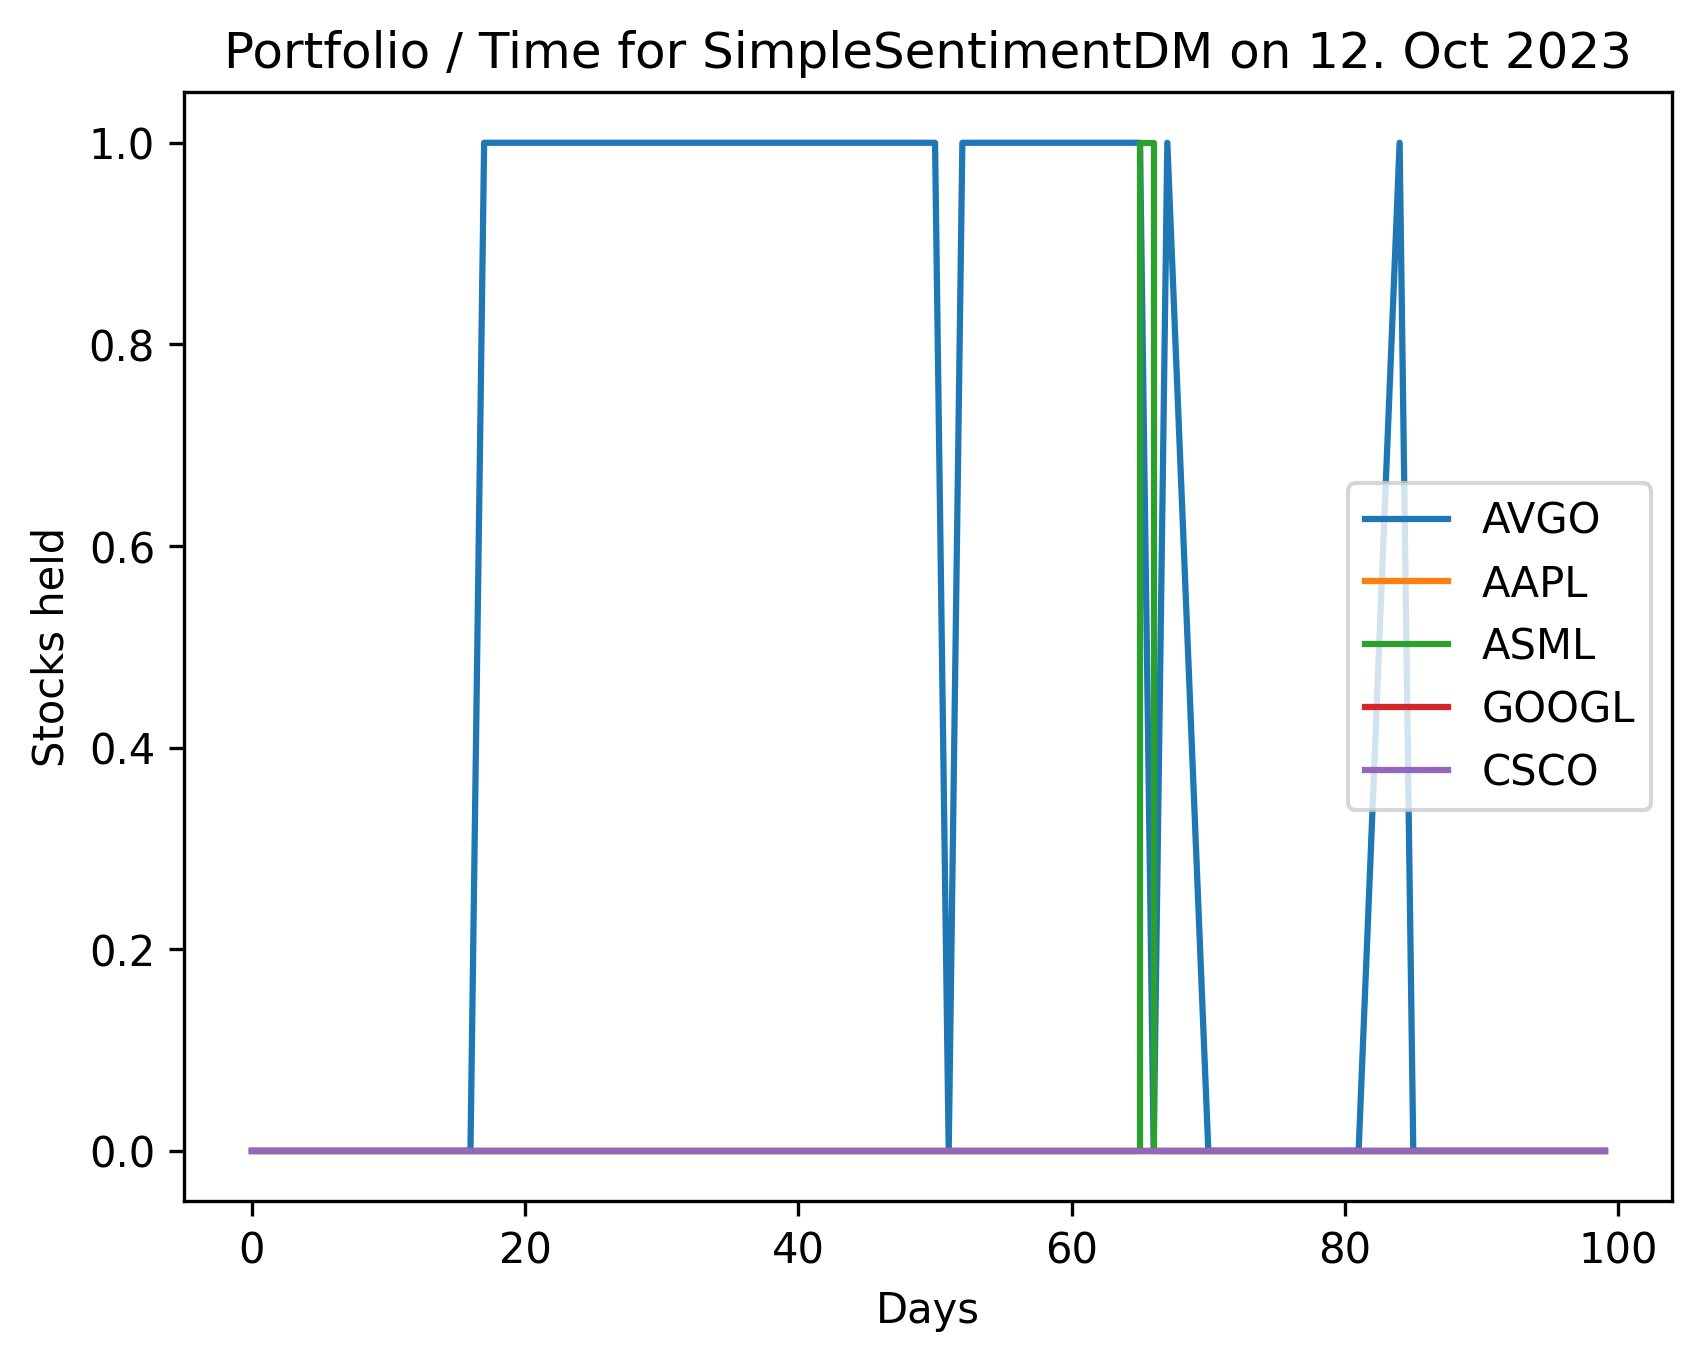 Portfolio / Time for SimpleSentimentDM on 12. Oct 2023
1.0
0.8
0.6
0.4
0.2
0.0
Stocks held
AVGO
AAPL
ASML
GOOGL
CSCO
0 20 40 60 80 100
Days